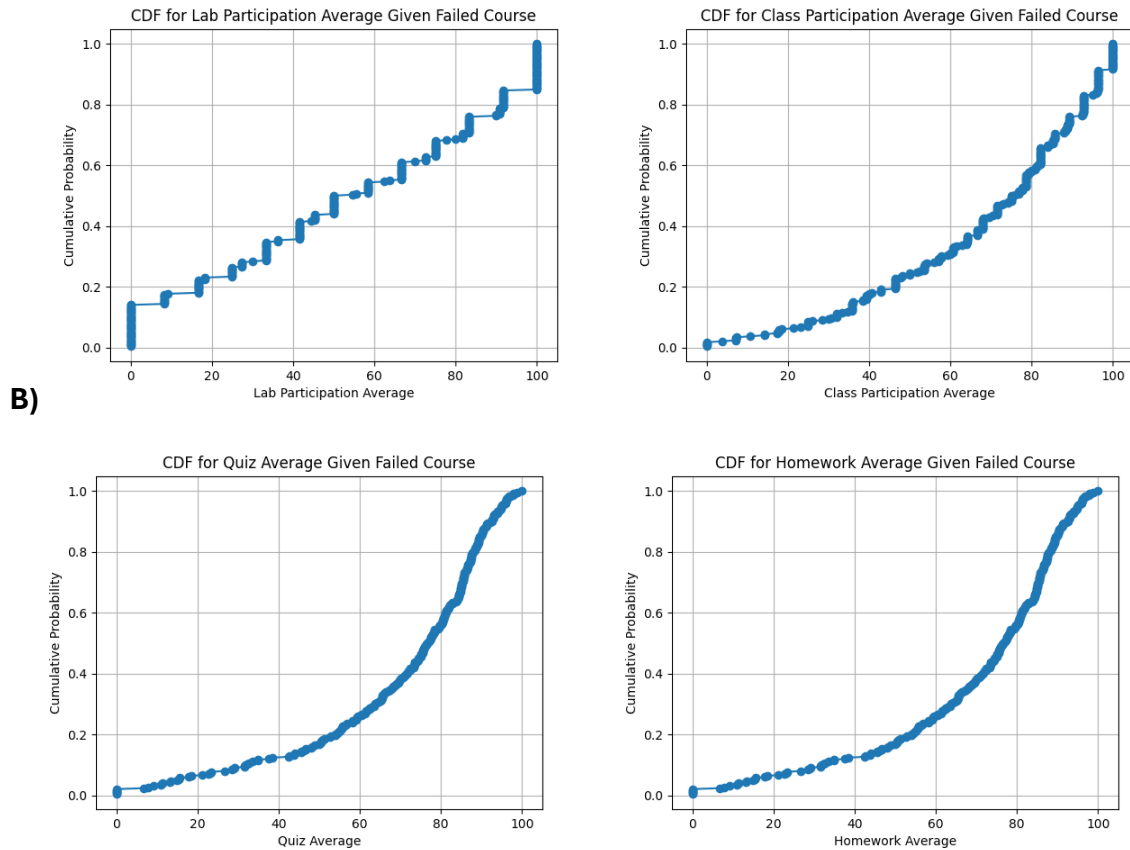 CDF for Lab Participation Average Given Failed Course
CDF for Class Participation Average Given Failed Course
Cumulative Probability
1.0
0.8
0.6
0.4
0.2
0.0
0 20 40 60 80 100
Lab Participation Average
Cumulative Probability
1.0
0.8
0.6
0.4
0.2
0.0
0 20 40 60 80 100
Class Participation Average
B)
CDF for Quiz Average Given Failed Course
CDF for Homework Average Given Failed Course
Cumulative Probability
1.0
0.8
0.6
0.4
0.2
0.0
0 20 40 60 80 100
Quiz Average
Cumulative Probability
1.0
0.8
0.6
0.4
0.2
0.0
0 20 40 60 80 100
Homework Average